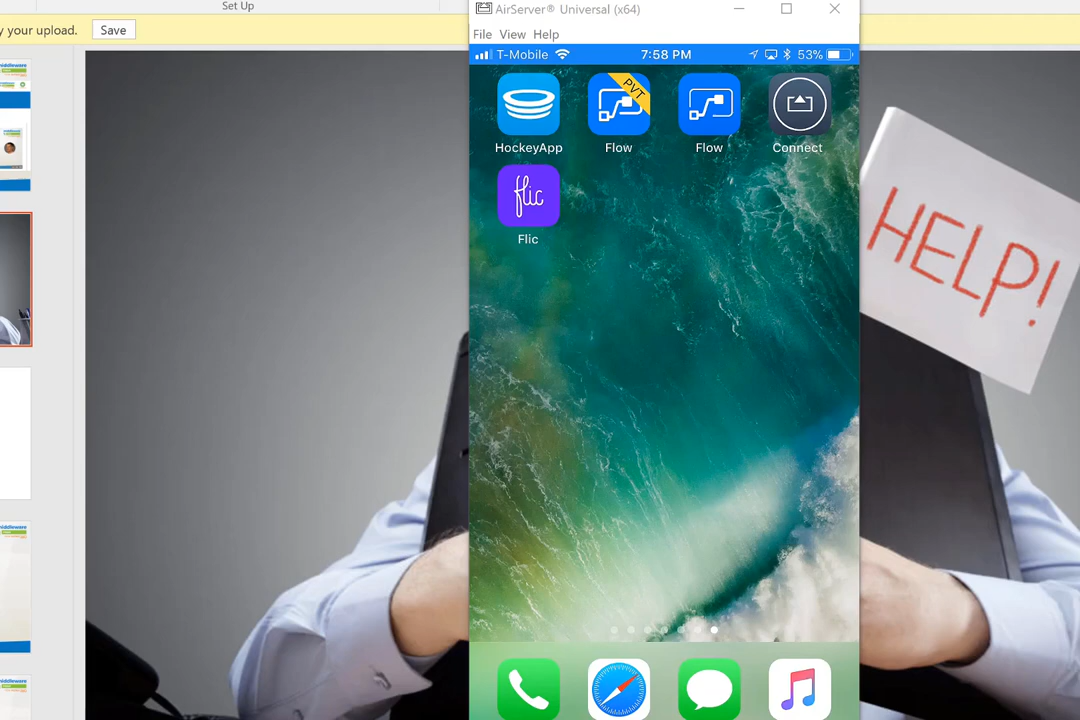 Set Up
y your upload.
Save
AirServer® Universal (x64)
File View Help
T-Mobile 7:58 PM 53%
PVT
HockeyApp Flow Flow Connect
flic
Flic
HELP!